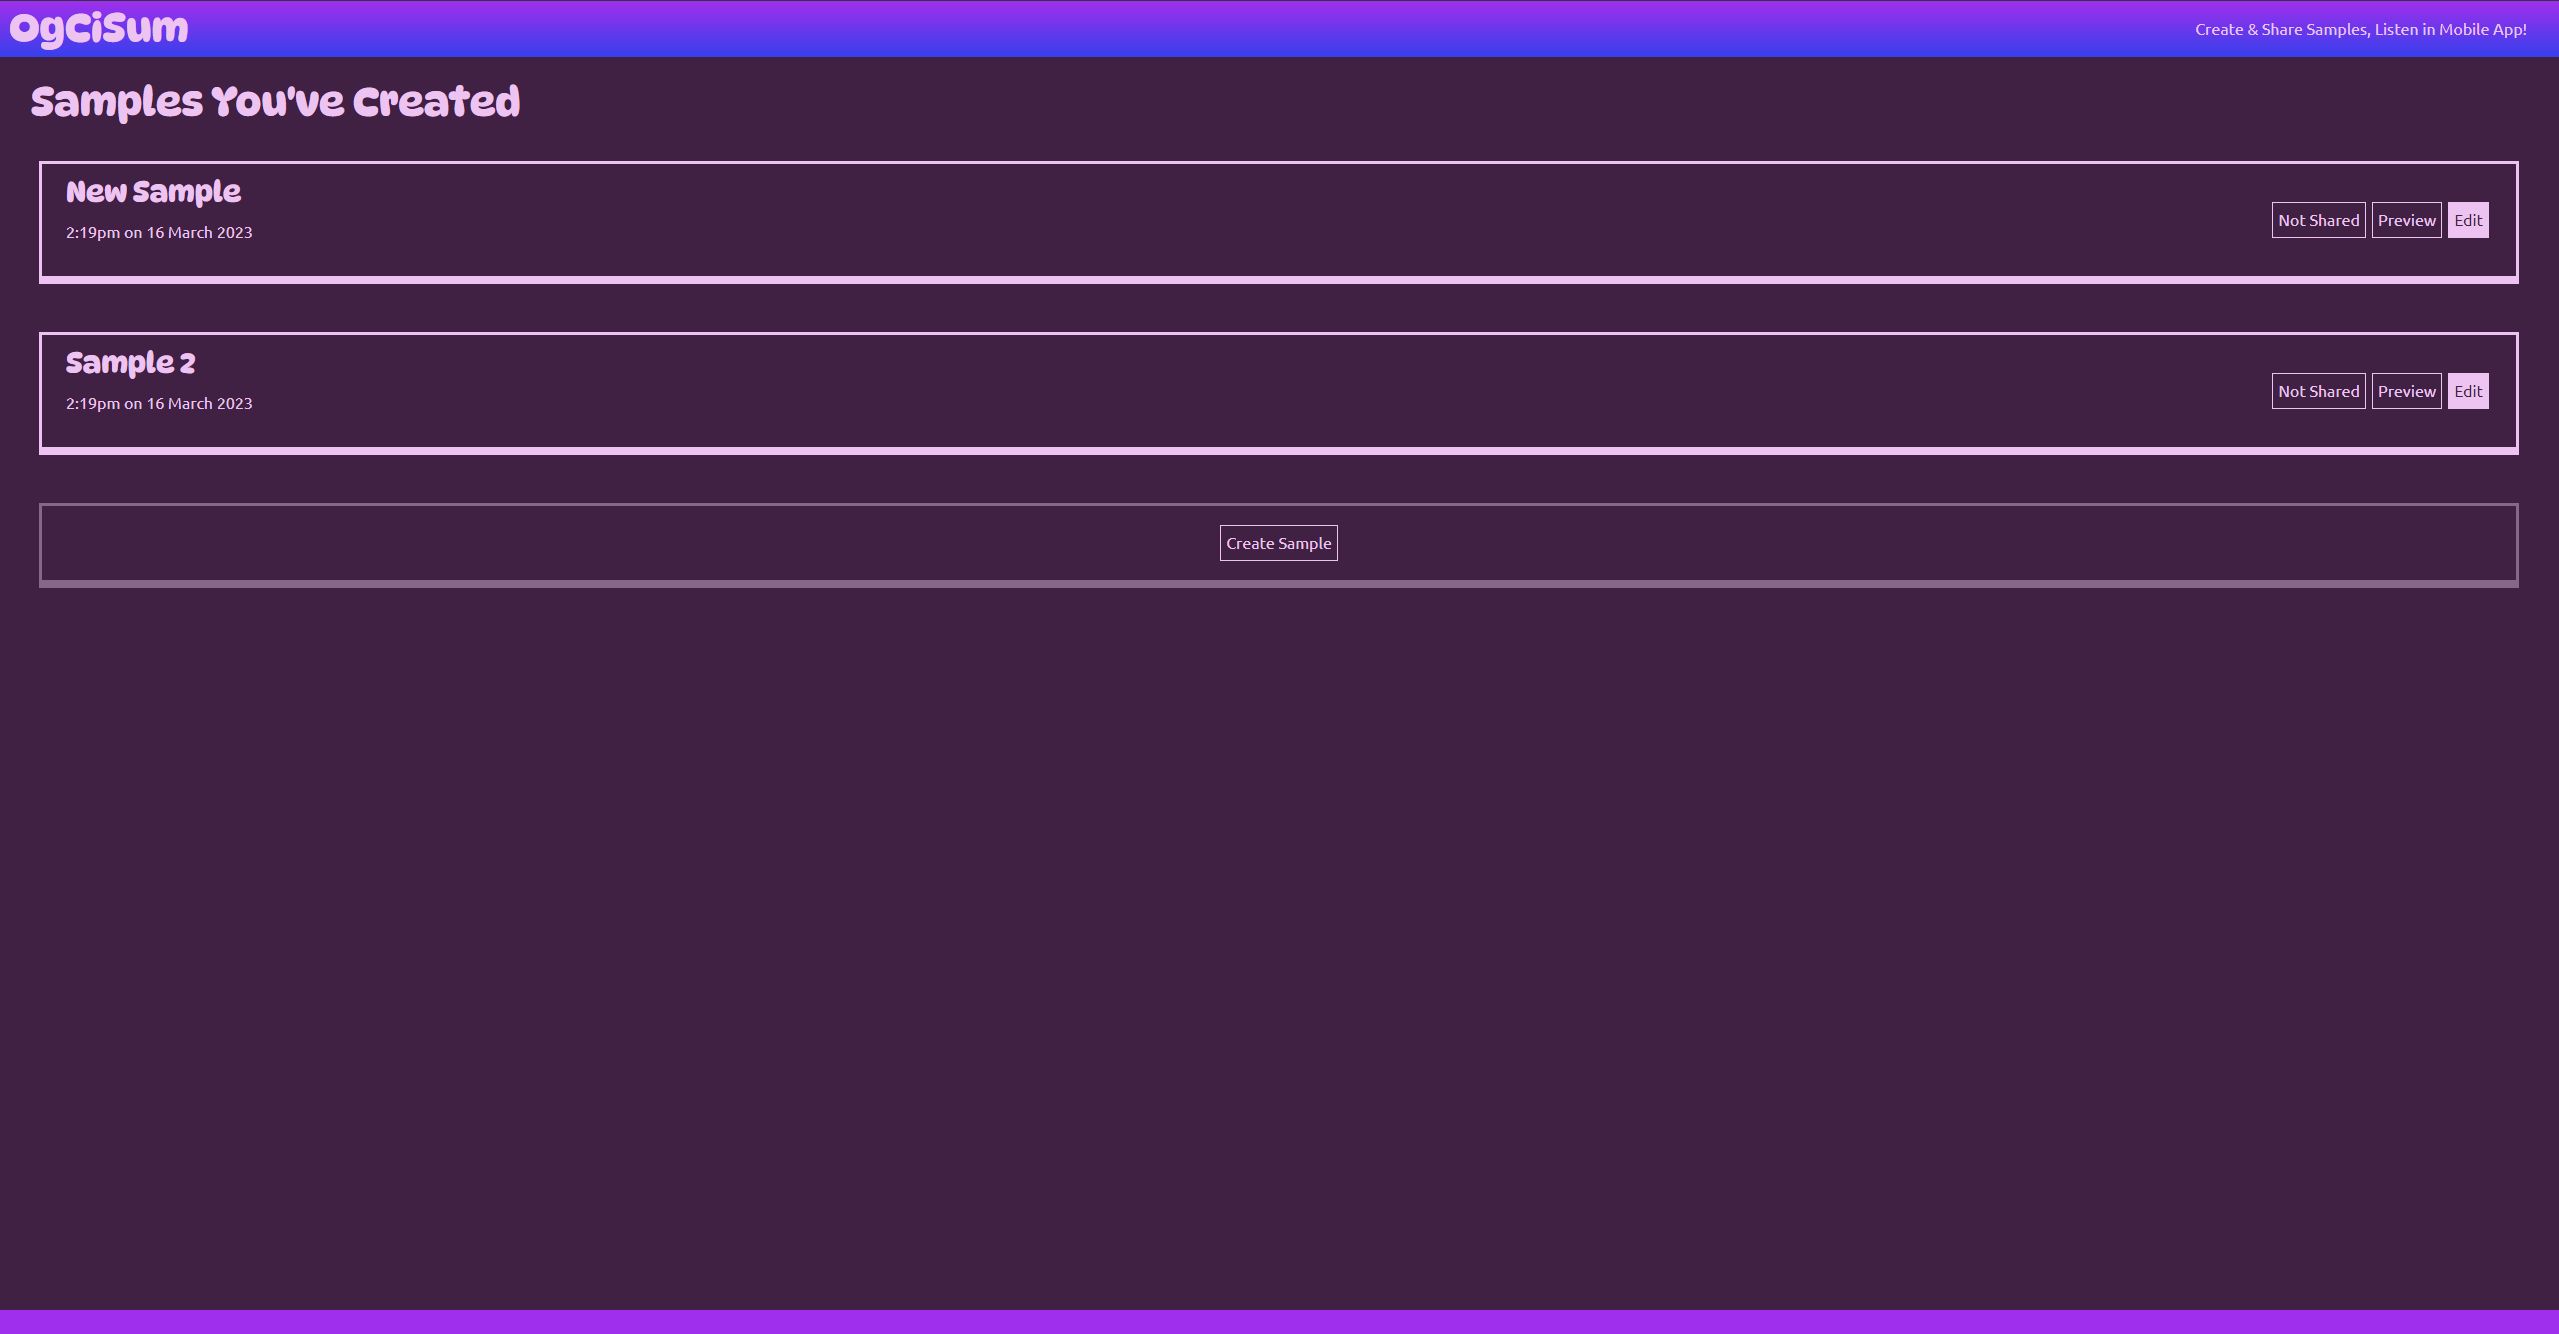 OgCiSum
Create & Share Samples, Listen in Mobile App!
Samples You've Created
New Sample
2:19pm on 16 March 2023
Not Shared
Preview
Edit
Sample 2
2:19pm on 16 March 2023
Not Shared
Preview
Edit
Create Sample